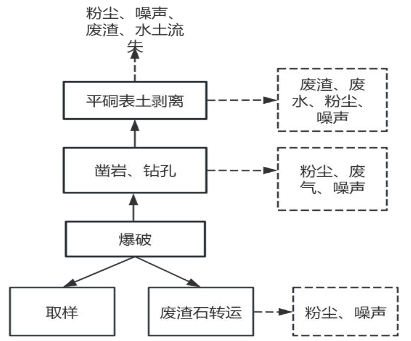 粉尘、噪声、
废渣、水土流
失
平硐表土剥离
废渣、废
水、粉尘、
噪声
凿岩、钻孔
粉尘、废
气、噪声
爆破
取样
废渣石转运
粉尘、噪声